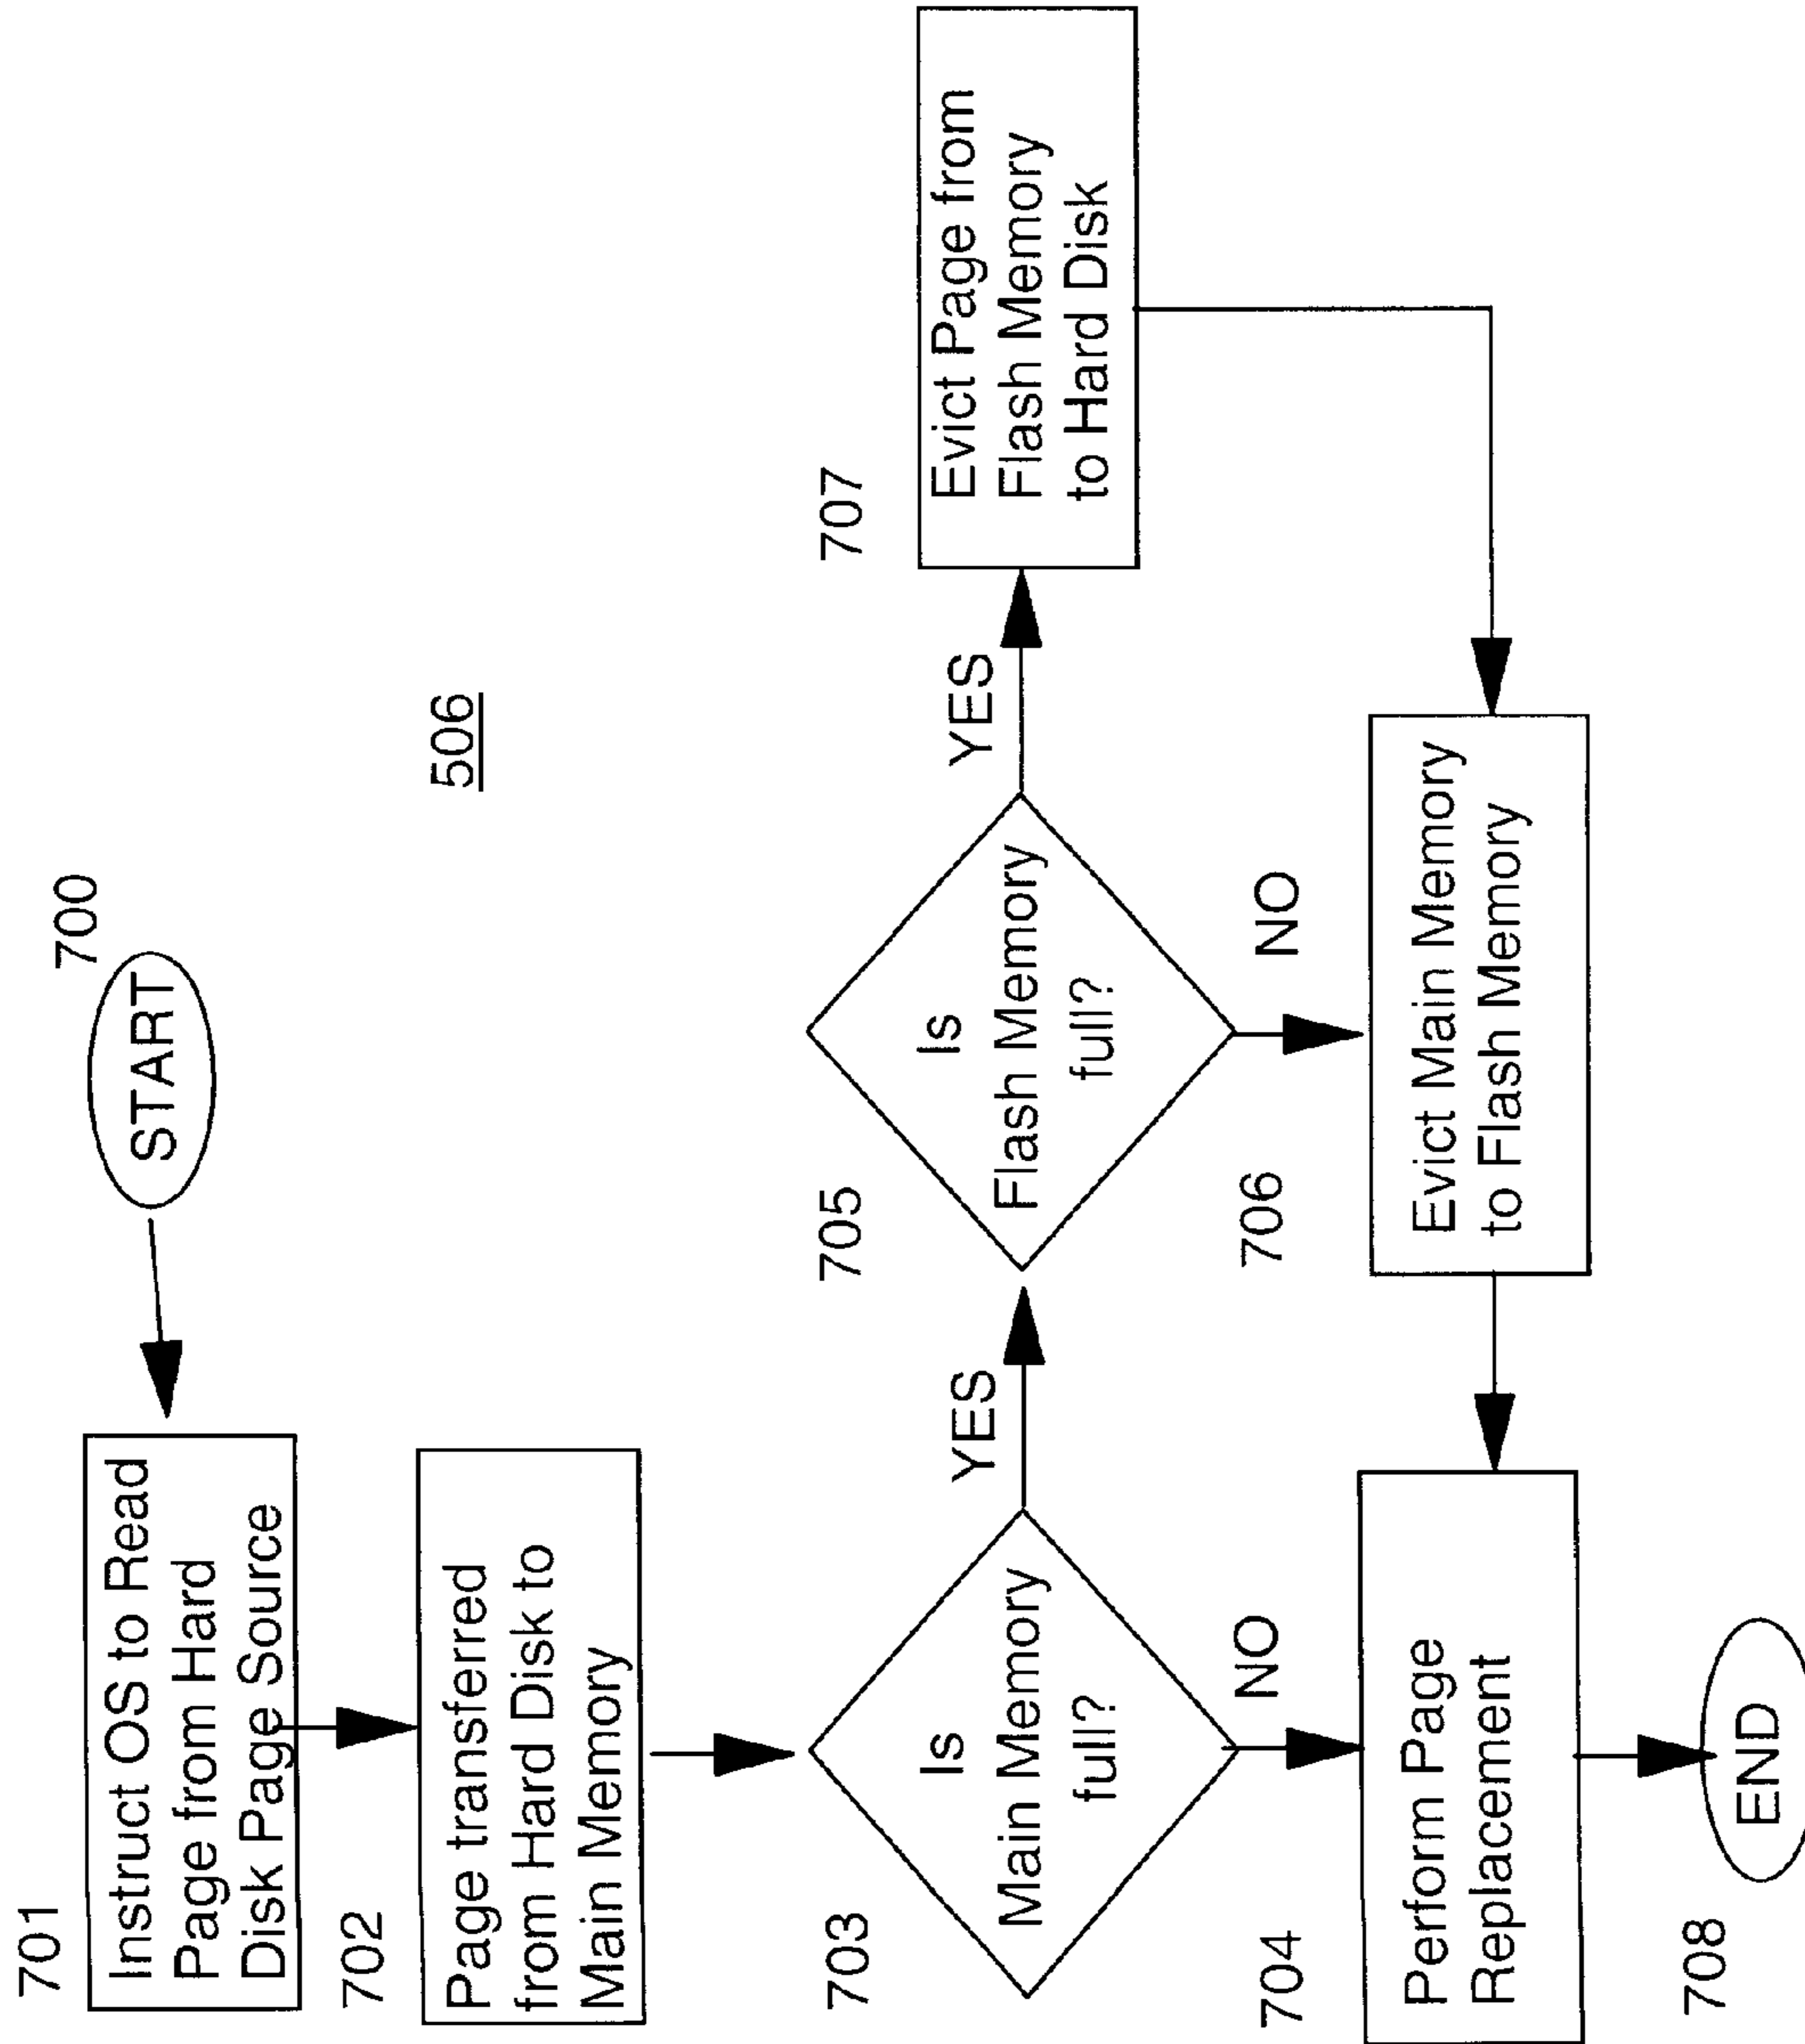 700
START
701
Instruct OS to Read
Page from Hard
Disk Page Source
506
702
Page transferred
from Hard Disk to
Main Memory
703
Is
Main Memory
full?
YES
NO
705
Is
Flash Memory
full?
YES
NO
707
Evict Page from
Flash Memory
to Hard Disk
704
Perform Page
Replacement
706
Evict Main Memory
to Flash Memory
708
END